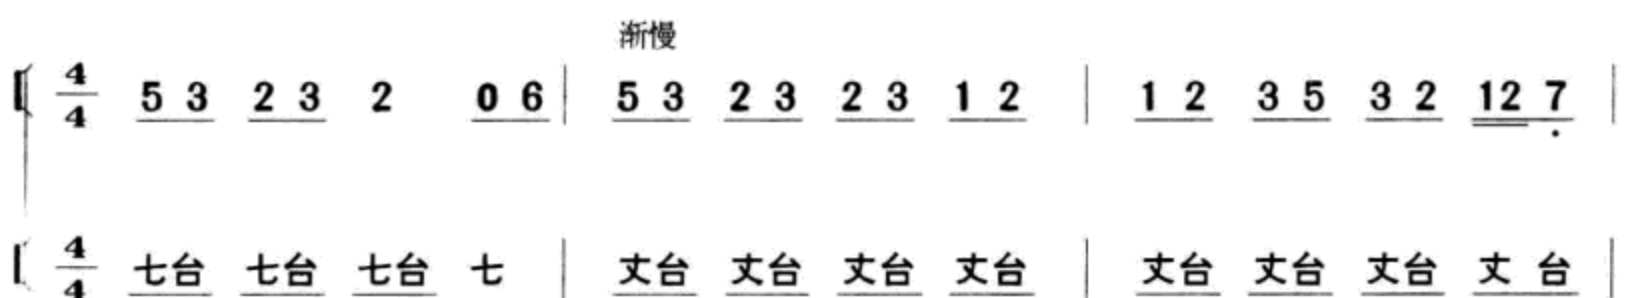 渐慢
4/4 5 3 2 3 2 0 6 | 5 3 2 3 2 3 1 2 | 1 2 3 5 3 2 12 7̣ |
4/4 七台 七台 七台 七 | 丈台 丈台 丈台 丈台 | 丈台 丈台 丈台 丈 台 |